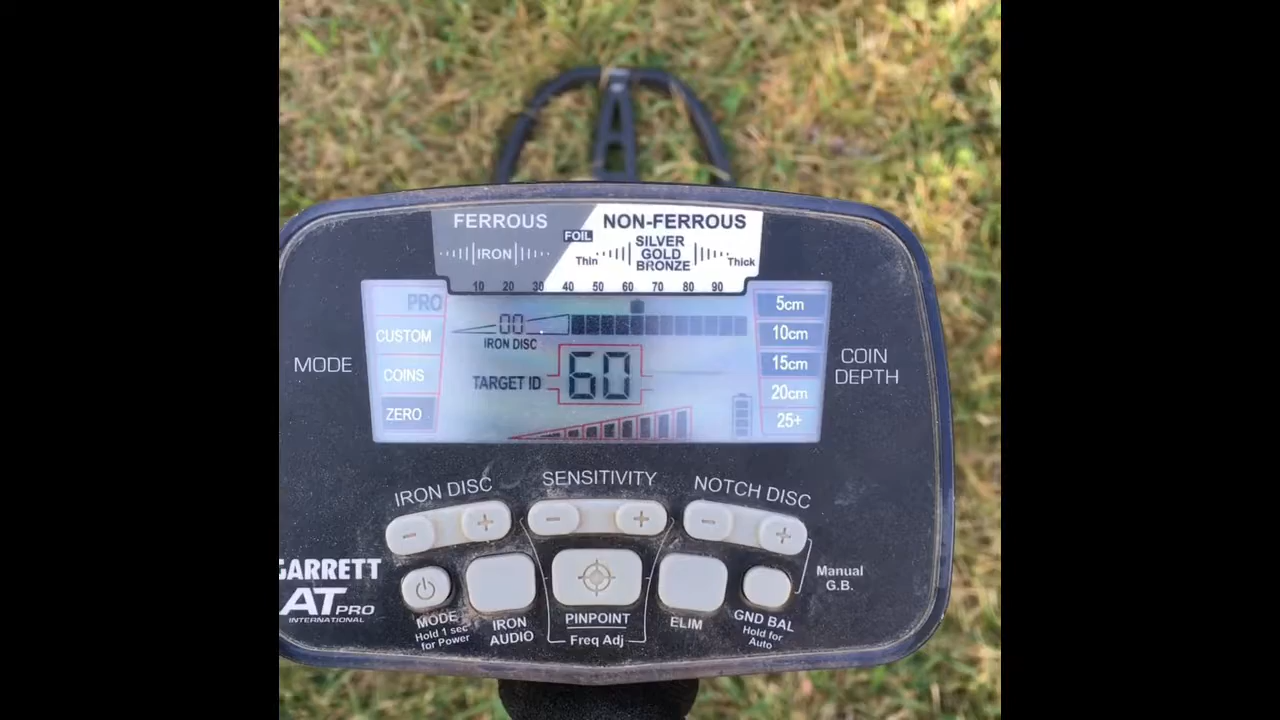 FERROUS NON-FERROUS
FOIL
IRON
SILVER
GOLD
BRONZE
Thin
Thick
10 20 30 40 50 60 70 80 90
PRO
CUSTOM
COINS
ZERO
MODE
00
IRON DISC
TARGET ID 60
5cm
10cm
15cm
20cm
25+
COIN
DEPTH
IRON DISC SENSITIVITY NOTCH DISC
- + - + - +
Manual
G.B.
GARRETT
AT PRO
INTERNATIONAL
MODE
Hold 1 sec
for Power
IRON
AUDIO
PINPOINT
Freq Adj
ELIM
GND BAL
Hold for
Auto